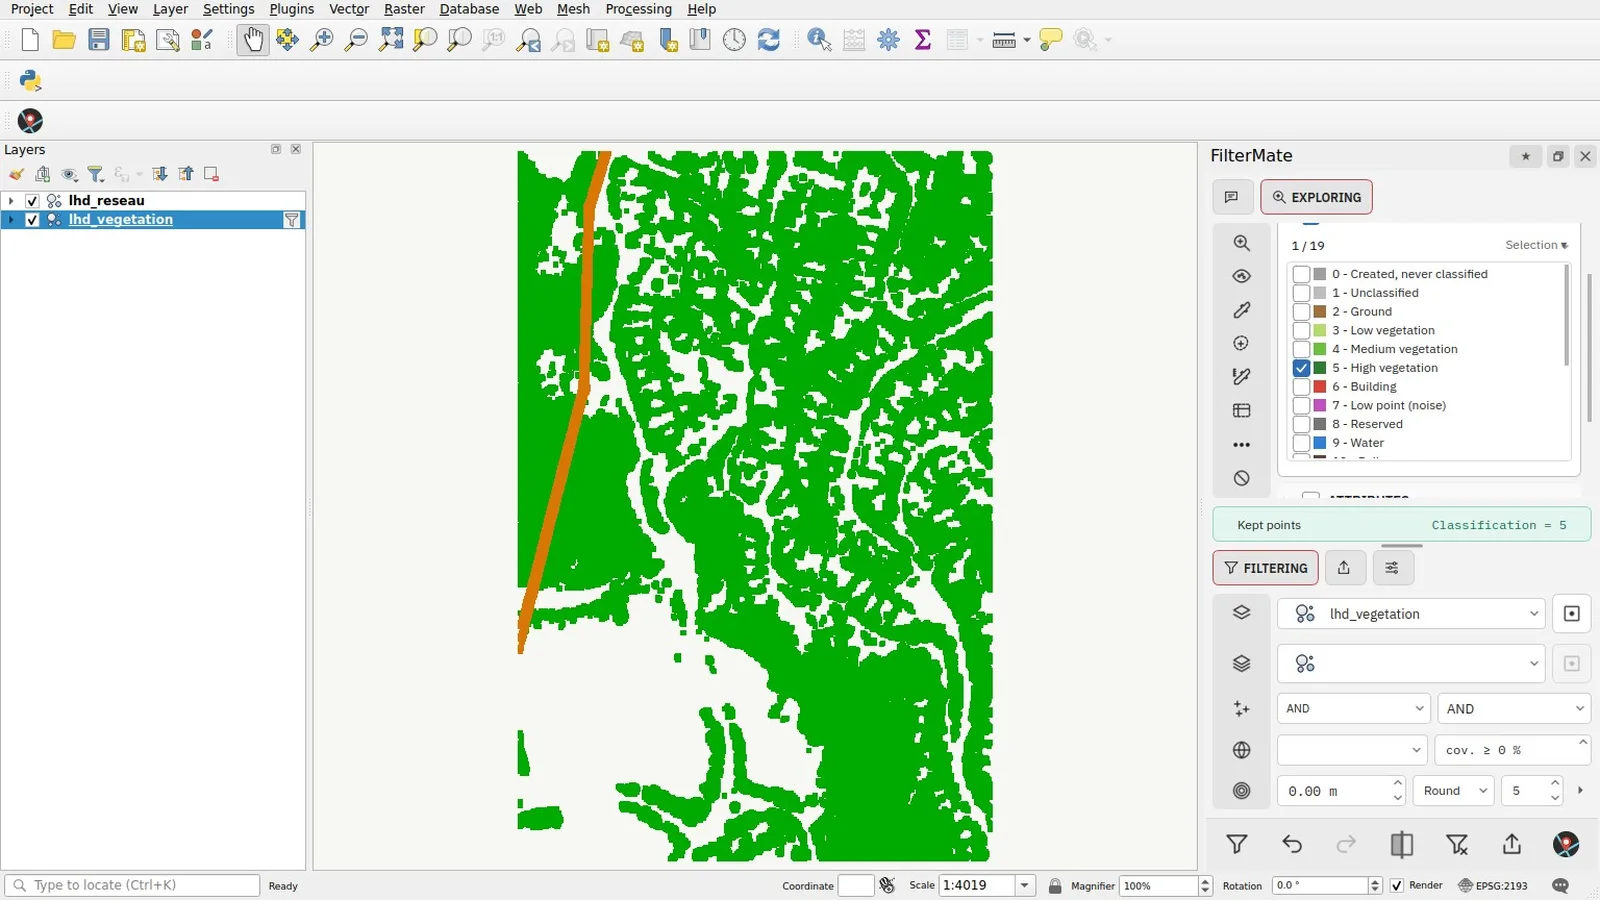 Project Edit View Layer Settings Plugins Vector Raster Database Web Mesh Processing Help
Layers
lhd_reseau
lhd_vegetation
FilterMate
EXPLORING
1 / 19 Selection
0 - Created, never classified
1 - Unclassified
2 - Ground
3 - Low vegetation
4 - Medium vegetation
5 - High vegetation
6 - Building
7 - Low point (noise)
8 - Reserved
9 - Water
Kept points Classification = 5
FILTERING
lhd_vegetation
AND AND
cov. ≥ 0 %
0.00 m Round 5
Type to locate (Ctrl+K) Ready Coordinate Scale 1:4019 Magnifier 100% Rotation 0.0 ° Render EPSG:2193